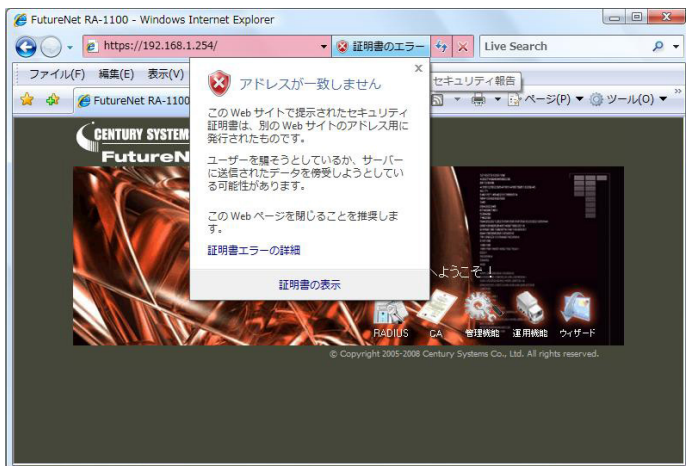 FutureNet RA-1100 - Windows Internet Explorer
https://192.168.1.254/
証明書のエラー
Live Search
ファイル(F) 編集(E) 表示(V)
セキュリティ報告
FutureNet RA-1100
ページ(P) ツール(O)
アドレスが一致しません
この Web サイトで提示されたセキュリティ
証明書は、別の Web サイトのアドレス用に
発行されたものです。
ユーザーを騙そうとしているか、サーバー
に送信されたデータを傍受しようとしてい
る可能性があります。
この Web ページを閉じることを推奨しま
す。
証明書エラーの詳細
証明書の表示
CENTURY SYSTEM
FutureN
ようこそ！
RADIUS CA 管理機能 運用機能 ウィザード
© Copyright 2005-2008 Century Systems Co., Ltd. All rights reserved.